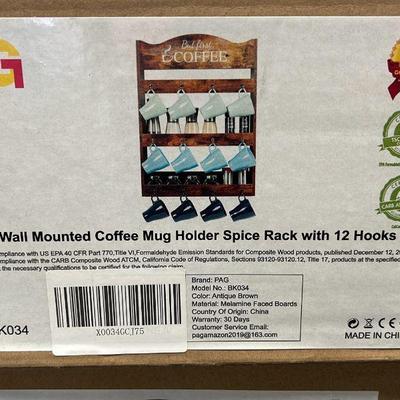 G
But first,
COFFEE
Wall Mounted Coffee Mug Holder Spice Rack with 12 Hooks
compliance with US EPA 40 CFR Part 770,Title VI,Formaldehyde Emission Standards for Composite Wood products, published December 12, 20
ompliance with the CARB Composite Wood ATCM, California Code of Regulations, Sections 93120-93120.12, Title 17, products at the specified
t the necessary qualifications to be certified for the following
K034
X0034GCJ75
Brand: PAG
Model No.: BK034
Color: Antique Brown
Material: Melamine Faced Boards
Country Of Origin: China
Warranty: 30 Days
Customer Service Email:
pagamazon2019@163.com
CE
MADE IN CHI